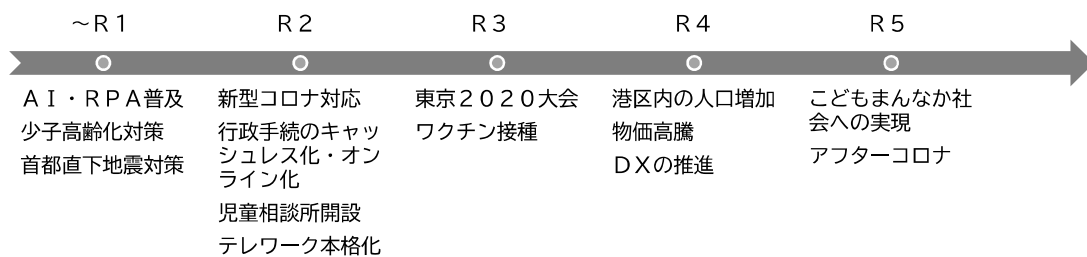 ～Ｒ１
Ｒ２
Ｒ３
Ｒ４
Ｒ５
ＡＩ・ＲＰＡ普及
少子高齢化対策
首都直下地震対策
新型コロナ対応
行政手続のキャッ
シュレス化・オン
ライン化
児童相談所開設
テレワーク本格化
東京２０２０大会
ワクチン接種
港区内の人口増加
物価高騰
ＤＸの推進
こどもまんなか社
会への実現
アフターコロナ